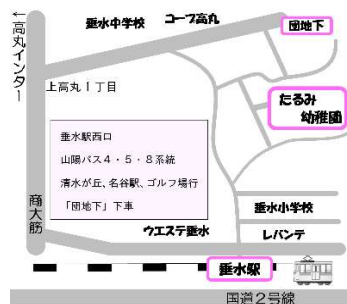 ←高丸インター
垂水中学校
コープ高丸
団地下
上高丸1丁目
たるみ
幼稚園
垂水駅西口
山陽バス4・5・8系統
清水が丘、名谷駅、ゴルフ場行
「団地下」下車
商大筋
垂水小学校
ウエステ垂水
レバンテ
垂水駅
国道2号線